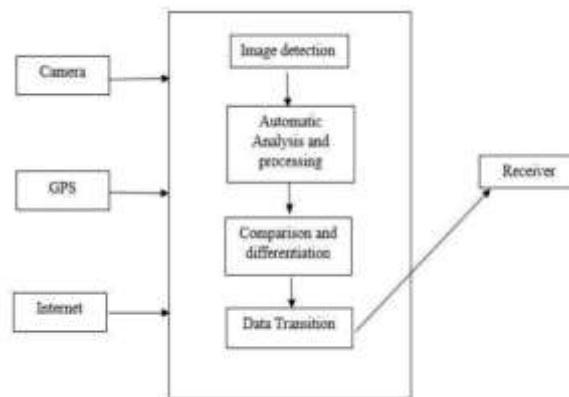 Image detection
Camera
Automatic
Analysis and
processing
Receiver
GPS
Comparison and
differentiation
Internet
Data Transition